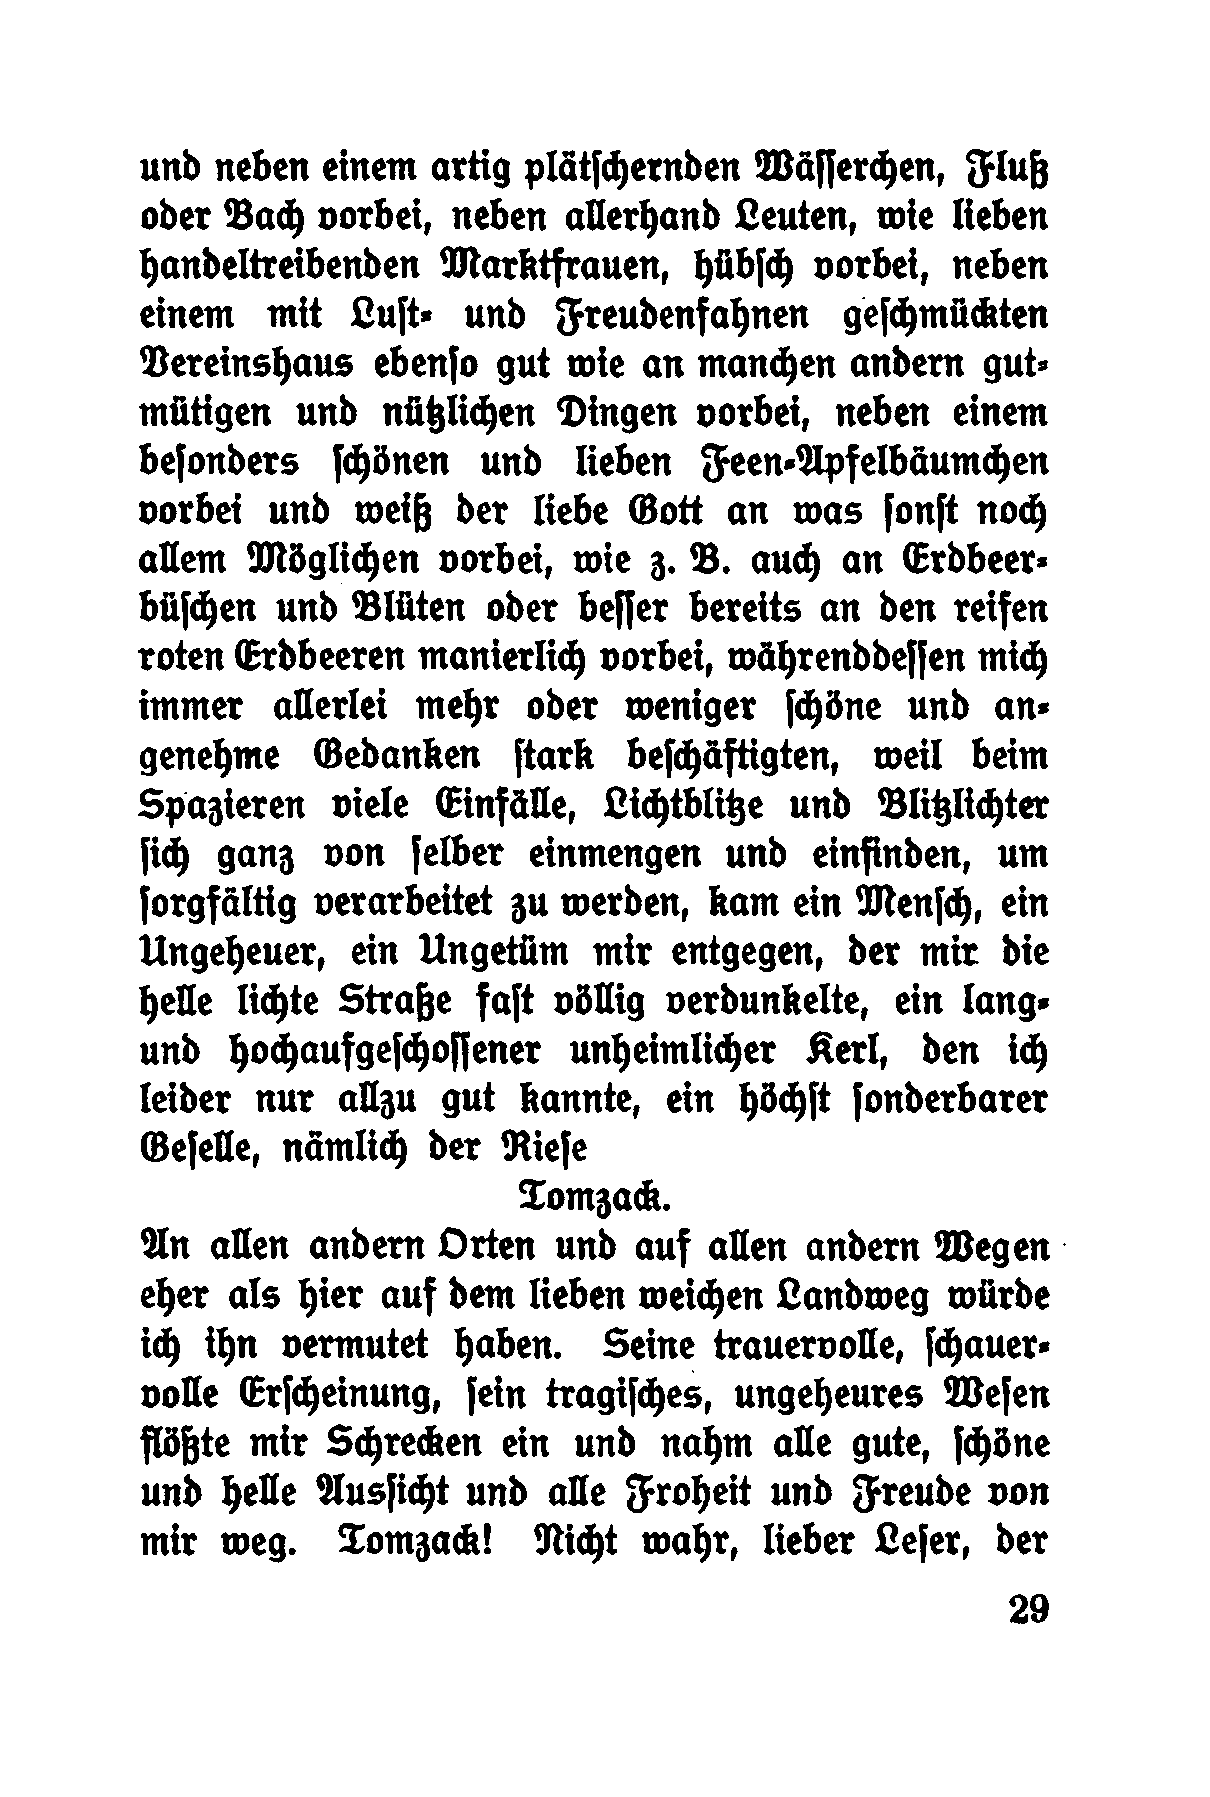 und neben einem artig plätſchernden Wäſſerchen, Fluß
oder Bach vorbei, neben allerhand Leuten, wie lieben
handeltreibenden Marktfrauen, hübſch vorbei, neben
einem mit Luſt- und Freudenfahnen geſchmückten
Vereinshaus ebenſo gut wie an manchen andern gut-
mütigen und nützlichen Dingen vorbei, neben einem
beſonders ſchönen und lieben Feen-Apfelbäumchen
vorbei und weiß der liebe Gott an was ſonſt noch
allem Möglichen vorbei, wie z. B. auch an Erdbeer-
büſchen und Blüten oder beſſer bereits an den reifen
roten Erdbeeren manierlich vorbei, währenddeſſen mich
immer allerlei mehr oder weniger ſchöne und an-
genehme Gedanken ſtark beſchäftigten, weil beim
Spazieren viele Einfälle, Lichtblitze und Blitzlichter
ſich ganz von ſelber einmengen und einfinden, um
ſorgfältig verarbeitet zu werden, kam ein Menſch, ein
Ungeheuer, ein Ungetüm mir entgegen, der mir die
helle lichte Straße faſt völlig verdunkelte, ein lang-
und hochaufgeſchoſſener unheimlicher Kerl, den ich
leider nur allzu gut kannte, ein höchſt ſonderbarer
Geſelle, nämlich der Rieſe
Tomzack.
An allen andern Orten und auf allen andern Wegen
eher als hier auf dem lieben weichen Landweg würde
ich ihn vermutet haben. Seine trauervolle, ſchauer-
volle Erſcheinung, ſein tragiſches, ungeheures Weſen
flößte mir Schrecken ein und nahm alle gute, ſchöne
und helle Ausſicht und alle Froheit und Freude von
mir weg. Tomzack! Nicht wahr, lieber Leſer, der
29